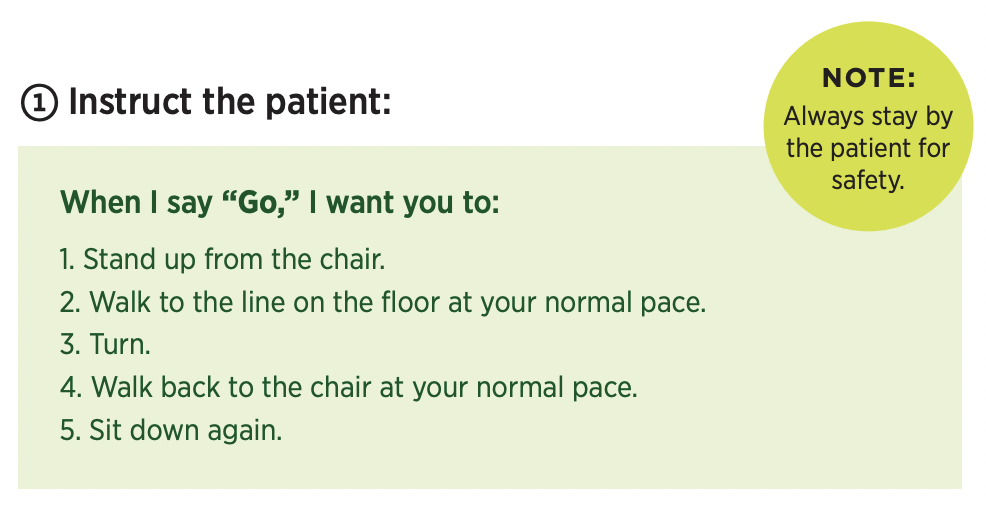 ① Instruct the patient:
NOTE:
Always stay by
the patient for
safety.
When I say “Go,” I want you to:
1. Stand up from the chair.
2. Walk to the line on the floor at your normal pace.
3. Turn.
4. Walk back to the chair at your normal pace.
5. Sit down again.